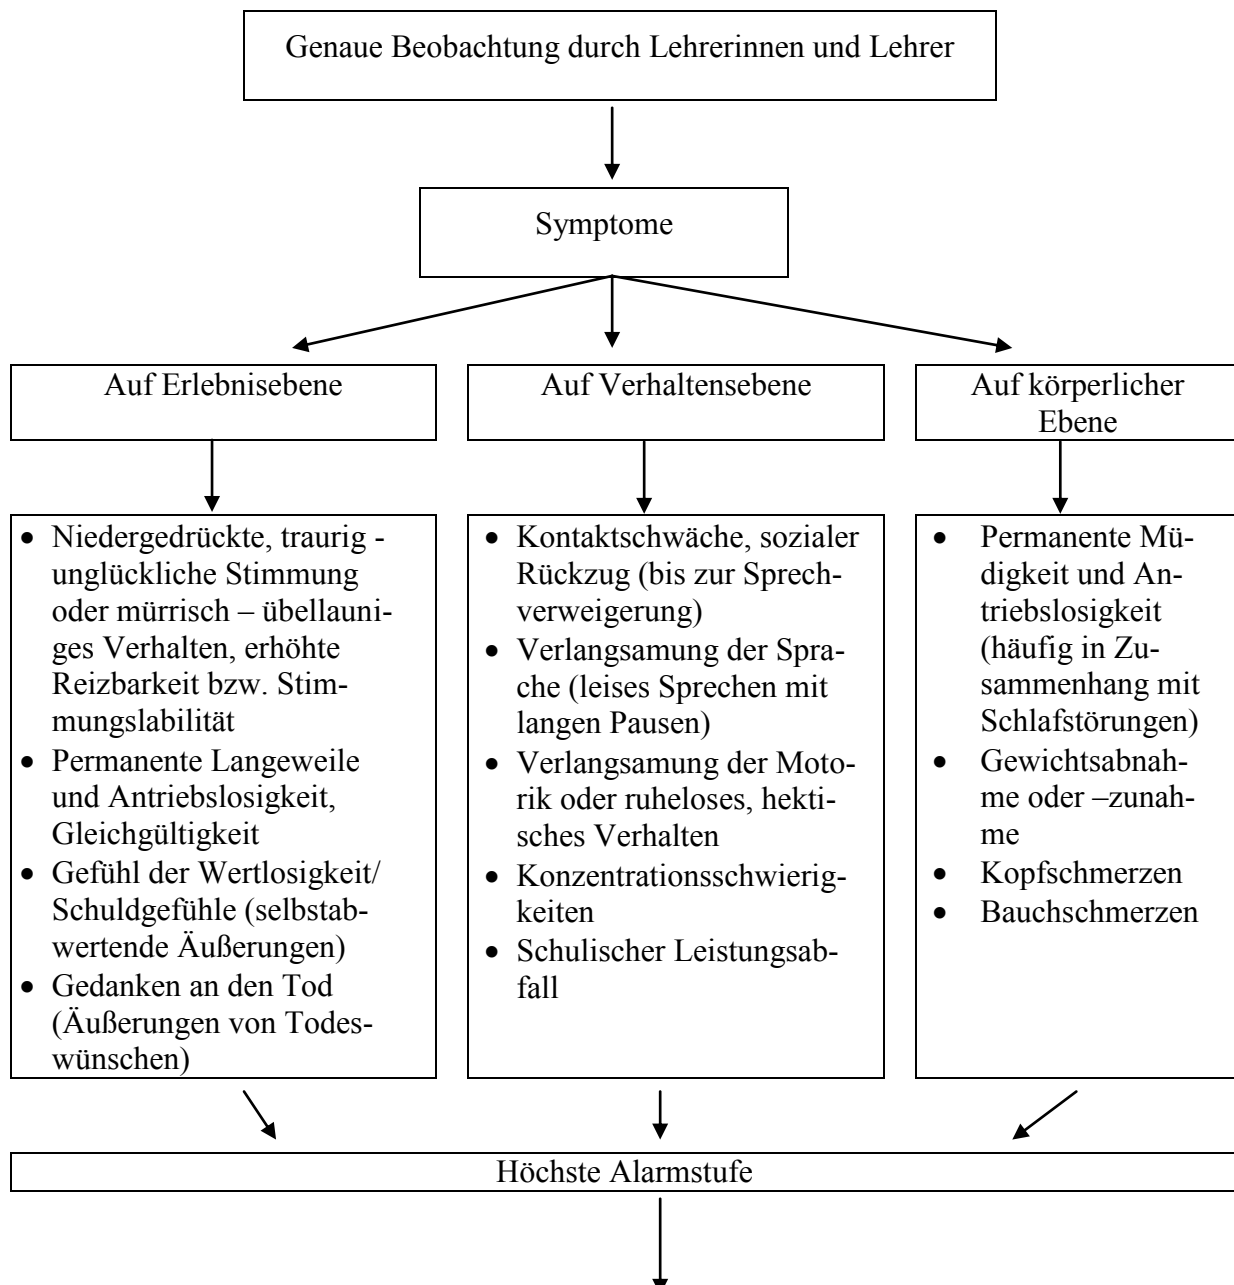 Genaue Beobachtung durch Lehrerinnen und Lehrer
Symptome
Auf Erlebnisebene
Auf Verhaltensebene
Auf körperlicher
Ebene
• Niedergedrückte, traurig -
unglückliche Stimmung
oder mürrisch – übellauni-
ges Verhalten, erhöhte
Reizbarkeit bzw. Stim-
mungslabilität
• Permanente Langeweile
und Antriebslosigkeit,
Gleichgültigkeit
• Gefühl der Wertlosigkeit/
Schuldgefühle (selbstab-
wertende Äußerungen)
• Gedanken an den Tod
(Äußerungen von Todes-
wünschen)
• Kontaktschwäche, sozialer
Rückzug (bis zur Sprech-
verweigerung)
• Verlangsamung der Spra-
che (leises Sprechen mit
langen Pausen)
• Verlangsamung der Moto-
rik oder ruheloses, hekti-
sches Verhalten
• Konzentrationsschwierig-
keiten
• Schulischer Leistungsab-
fall
• Permanente Mü-
digkeit und An-
triebslosigkeit
(häufig in Zu-
sammenhang mit
Schlafstörungen)
• Gewichtsabnah-
me oder –zunah-
me
• Kopfschmerzen
• Bauchschmerzen
Höchste Alarmstufe